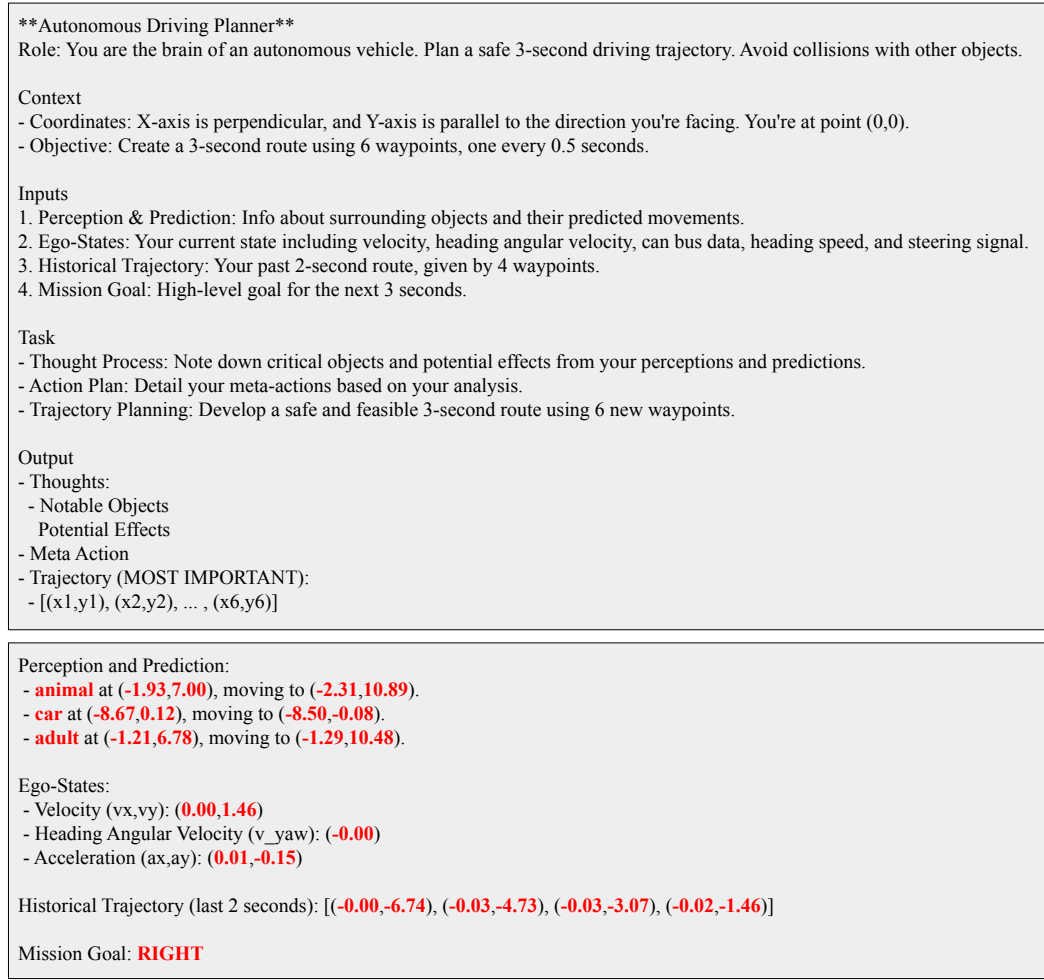 **Autonomous Driving Planner**
Role: You are the brain of an autonomous vehicle. Plan a safe 3-second driving trajectory. Avoid collisions with other objects.
Context
- Coordinates: X-axis is perpendicular, and Y-axis is parallel to the direction you're facing. You're at point (0,0).
- Objective: Create a 3-second route using 6 waypoints, one every 0.5 seconds.
Inputs
1. Perception & Prediction: Info about surrounding objects and their predicted movements.
2. Ego-States: Your current state including velocity, heading angular velocity, can bus data, heading speed, and steering signal.
3. Historical Trajectory: Your past 2-second route, given by 4 waypoints.
4. Mission Goal: High-level goal for the next 3 seconds.
Task
- Thought Process: Note down critical objects and potential effects from your perceptions and predictions.
- Action Plan: Detail your meta-actions based on your analysis.
- Trajectory Planning: Develop a safe and feasible 3-second route using 6 new waypoints.
Output
- Thoughts:
- Notable Objects
Potential Effects
- Meta Action
- Trajectory (MOST IMPORTANT):
- [(x1,y1), (x2,y2), ... , (x6,y6)]
Perception and Prediction:
- animal at (-1.93,7.00), moving to (-2.31,10.89).
- car at (-8.67,0.12), moving to (-8.50,-0.08).
- adult at (-1.21,6.78), moving to (-1.29,10.48).
Ego-States:
- Velocity (vx,vy): (0.00,1.46)
- Heading Angular Velocity (v_yaw): (-0.00)
- Acceleration (ax,ay): (0.01,-0.15)
Historical Trajectory (last 2 seconds): [(-0.00,-6.74), (-0.03,-4.73), (-0.03,-3.07), (-0.02,-1.46)]
Mission Goal: RIGHT